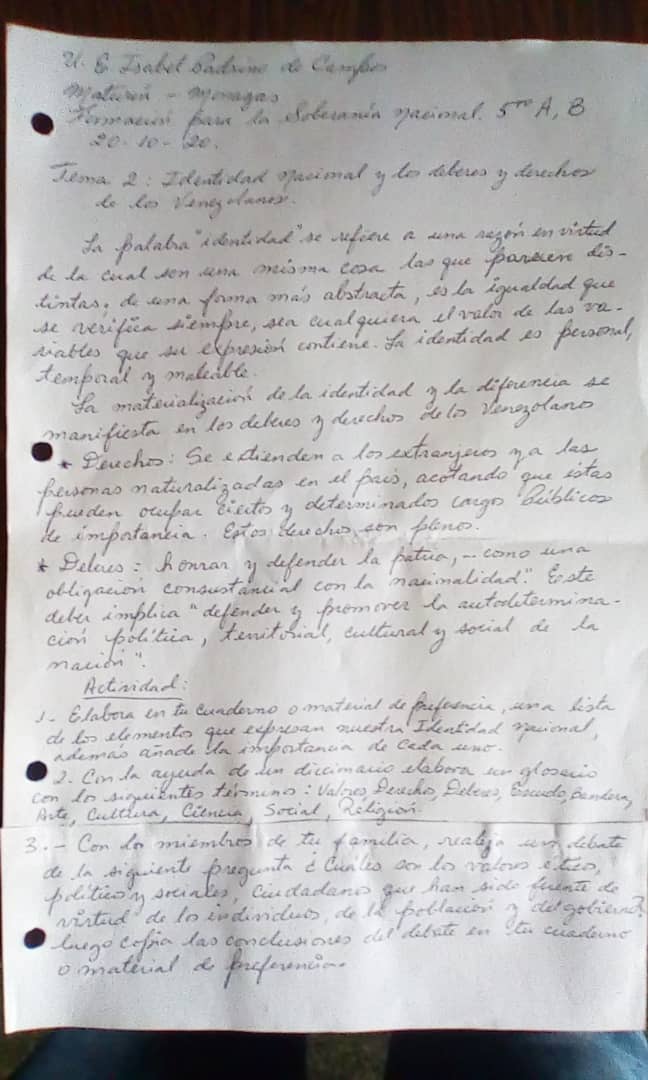 U. E Isabel Padrino de Campos
Maturín - Monagas
Formación para la Soberanía Nacional. 5to A, B
20-10-20.
Tema 2: Identidad Nacional y los deberes y derechos
de los Venezolanos.
La palabra "identidad" se refiere a una razón en virtud
de la cual son una misma cosa las que parecen dis-
tintas, de una forma más abstracta, es la igualdad que
se verifica siempre, sea cualquiera el valor de las va-
riables que su expresión contiene. La identidad es personal,
temporal y maleable.
La materialización de la identidad y la diferencia se
manifiesta en los deberes y derechos de los Venezolanos
* Derechos: Se extienden a los extranjeros y a las
personas naturalizadas en el país, acotando que éstas
pueden ocupar ciertos y determinados cargos Públicos
de importancia. Estos derechos son plenos.
* Deberes: honrar y defender la patria, - como una
obligación consustancial con la nacionalidad". Este
deber implica "defender y promover la autodetermina-
ción política, territorial, cultural y social de la
nación".
Actividad:
1.- Elabora en tu cuaderno o material de preferencia, una lista
de los elementos que expresan nuestra Identidad Nacional,
además añade la importancia de cada uno.
2. Con la ayuda de un diccionario elabora un glosario
con los siguientes término: Valores Derecho, Deberes, Escudo, Bandera,
Arte, Cultura, Ciencia, Social, Religión.
3.- Con los miembros de tu familia, realiza un debate
de la siguiente pregunta ¿ Cuáles son los valores éticos,
políticos y sociales, ciudadanos que han sido fuente de
virtud de los individuos, de la población y del gobierno?
luego copia las conclusiones del debate en tu cuaderno
o material de preferencia.